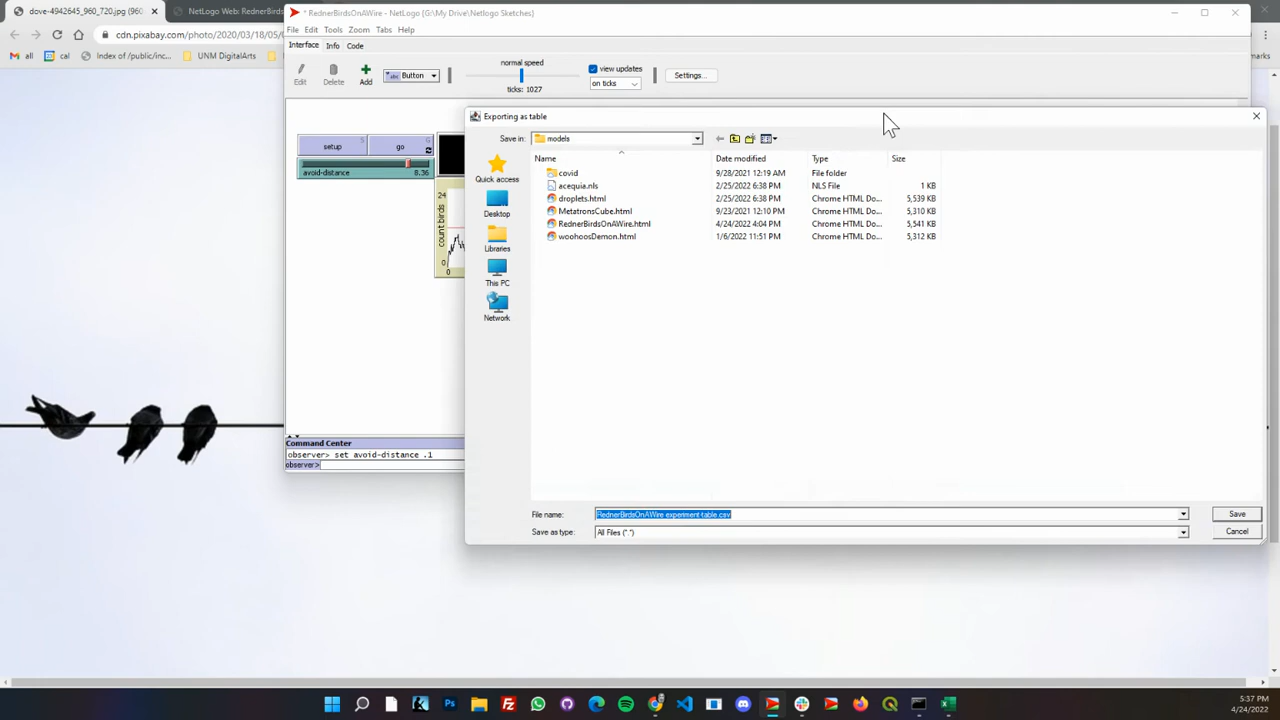 dove-4942645_960_720.jpg (960
NetLogo Web: RednerBirds
cdn.pixabay.com/photo/2020/03/18/05/
all
cal
Index of /public/inc...
UNM DigitalArts
* RednerBirdsOnAWire - NetLogo {G:\My Drive\Netlogo Sketches}
File Edit Tools Zoom Tabs Help
Interface Info Code
Edit Delete Add
Button
normal speed
ticks: 1027
view updates
on ticks
Settings...
setup
go
avoid-distance 8.36
24
count birds
0
0
Command Center
observer> set avoid-distance .1
observer>
Exporting as table
Save in: models
Name Date modified Type Size
covid 9/28/2021 12:19 AM File folder
acequia.nls 2/25/2022 6:38 PM NLS File 1 KB
droplets.html 2/25/2022 6:38 PM Chrome HTML Do... 5,539 KB
MetatronsCube.html 9/23/2021 12:10 PM Chrome HTML Do... 5,310 KB
RednerBirdsOnAWire.html 4/24/2022 4:04 PM Chrome HTML Do... 5,541 KB
woohoosDemon.html 1/6/2022 11:51 PM Chrome HTML Do... 5,312 KB
Quick access
Desktop
Libraries
This PC
Network
File name: RednerBirdsOnAWire experiment-table.csv
Save as type: All Files (*.*)
Save
Cancel
5:37 PM
4/24/2022